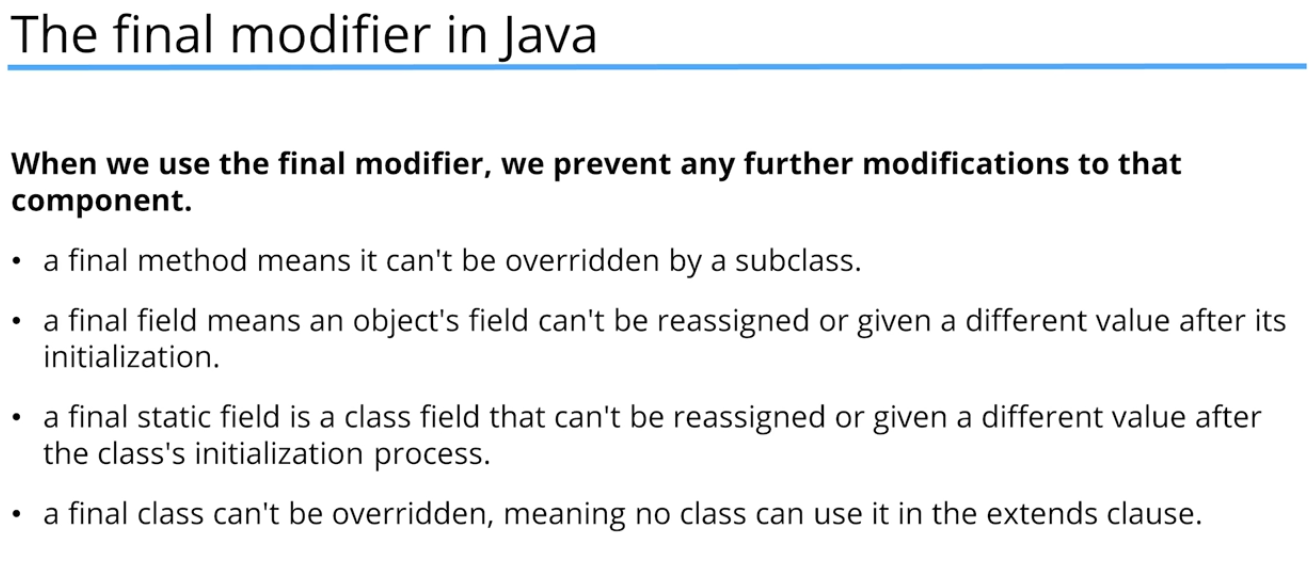 The final modifier in Java
When we use the final modifier, we prevent any further modifications to that
component.
• a final method means it can't be overridden by a subclass.
• a final field means an object's field can't be reassigned or given a different value after its
initialization.
• a final static field is a class field that can't be reassigned or given a different value after
the class's initialization process.
• a final class can't be overridden, meaning no class can use it in the extends clause.